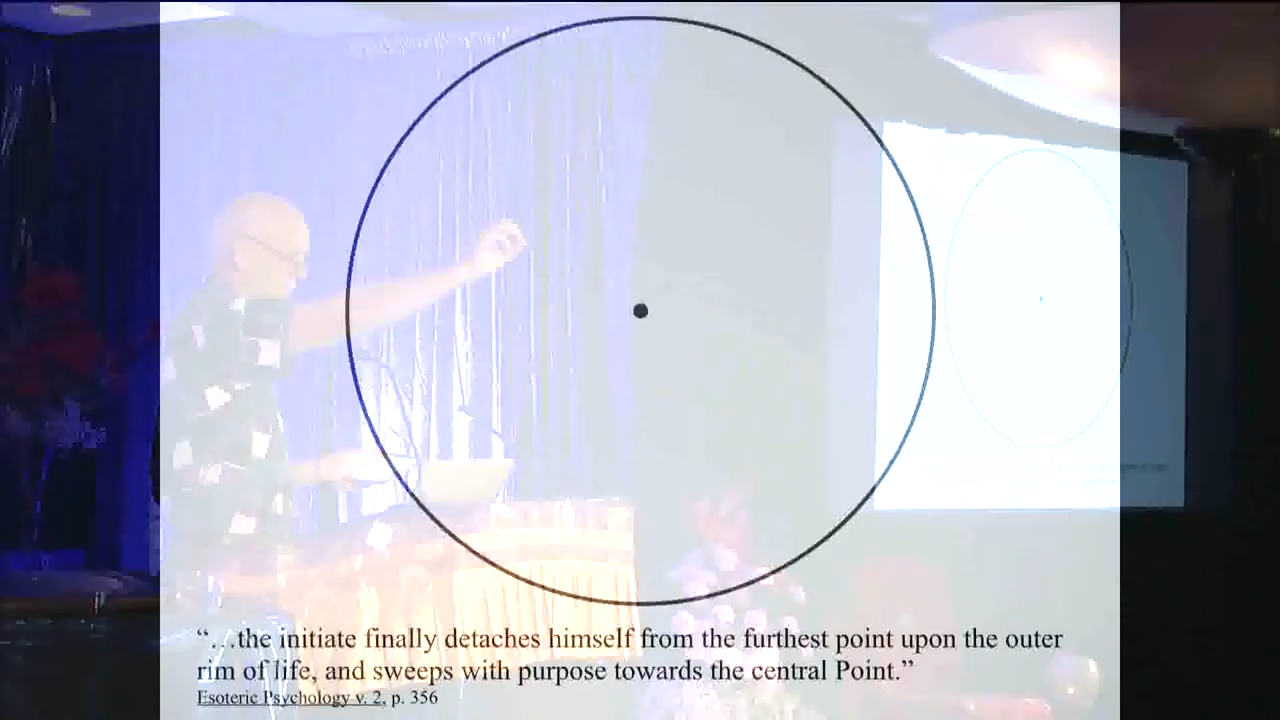 “…the initiate finally detaches himself from the furthest point upon the outer
rim of life, and sweeps with purpose towards the central Point.”
Esoteric Psychology v. 2, p. 356